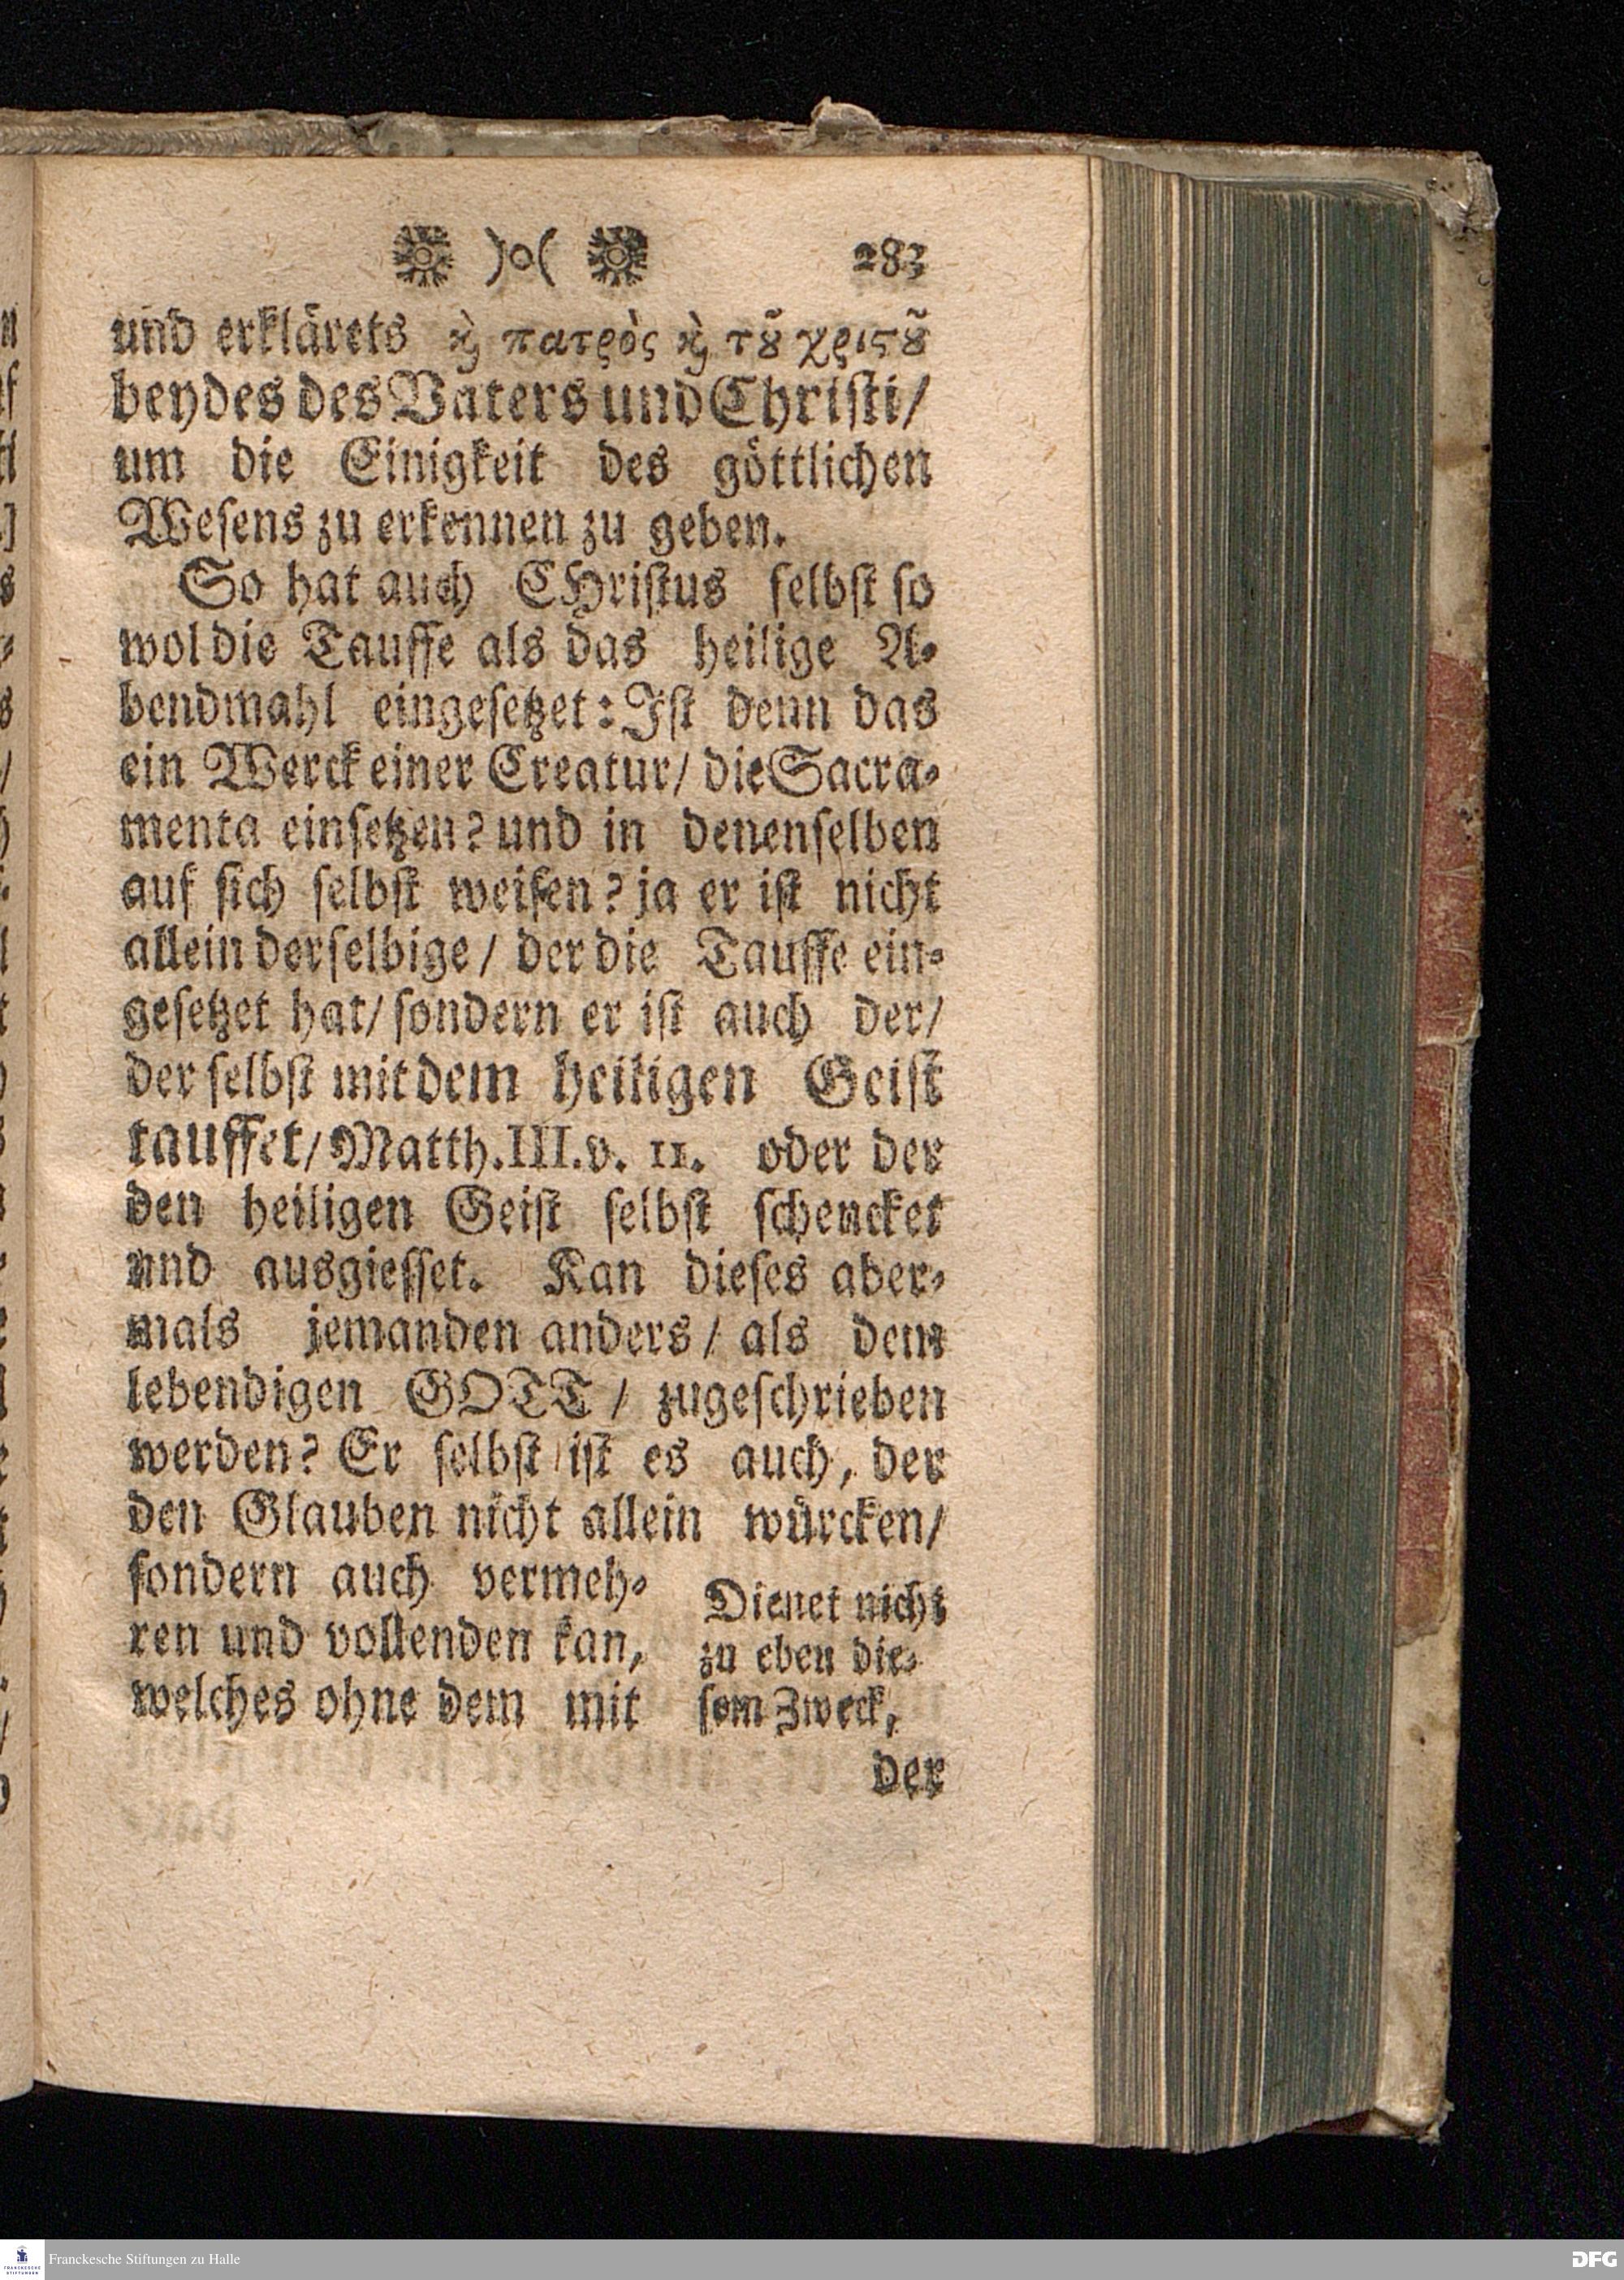 )o( 283
und erklärets ϗ̀ πατρὸς ϗ̀ τȣ͂ χριϛȣ͂
beydes des Vaters und Chriſti/
um die Einigkeit des göttlichen
Weſens zu erkennen zu geben.
So hat auch CHriſtus ſelbſt ſo
wol die Tauffe als das heilige A-
bendmahl eingeſetzet: Iſt denn das
ein Werck einer Creatur/ die Sacra-
menta einſetzen? und in denenſelben
auf ſich ſelbſt weiſen? ja er iſt nicht
allein derſelbige/ der die Tauffe ein-
geſetzet hat/ ſondern er iſt auch der/
der ſelbſt mit dem heiligen Geiſt
tauffet/ Matth. III. v. 11. oder der
den heiligen Geiſt ſelbſt ſchencket
und ausgieſſet. Kan dieſes aber-
mals jemanden anders/ als dem
lebendigen GOTT/ zugeſchrieben
werden? Er ſelbſt iſt es auch, der
den Glauben nicht allein würcken/
ſondern auch vermeh-
ren und vollenden kan,
welches ohne dem mit
Dienet nicht
zu eben die-
ſem Zweck,
der
Franckesche Stiftungen zu Halle
FRANCKESCHE
STIFTUNGEN
DFG